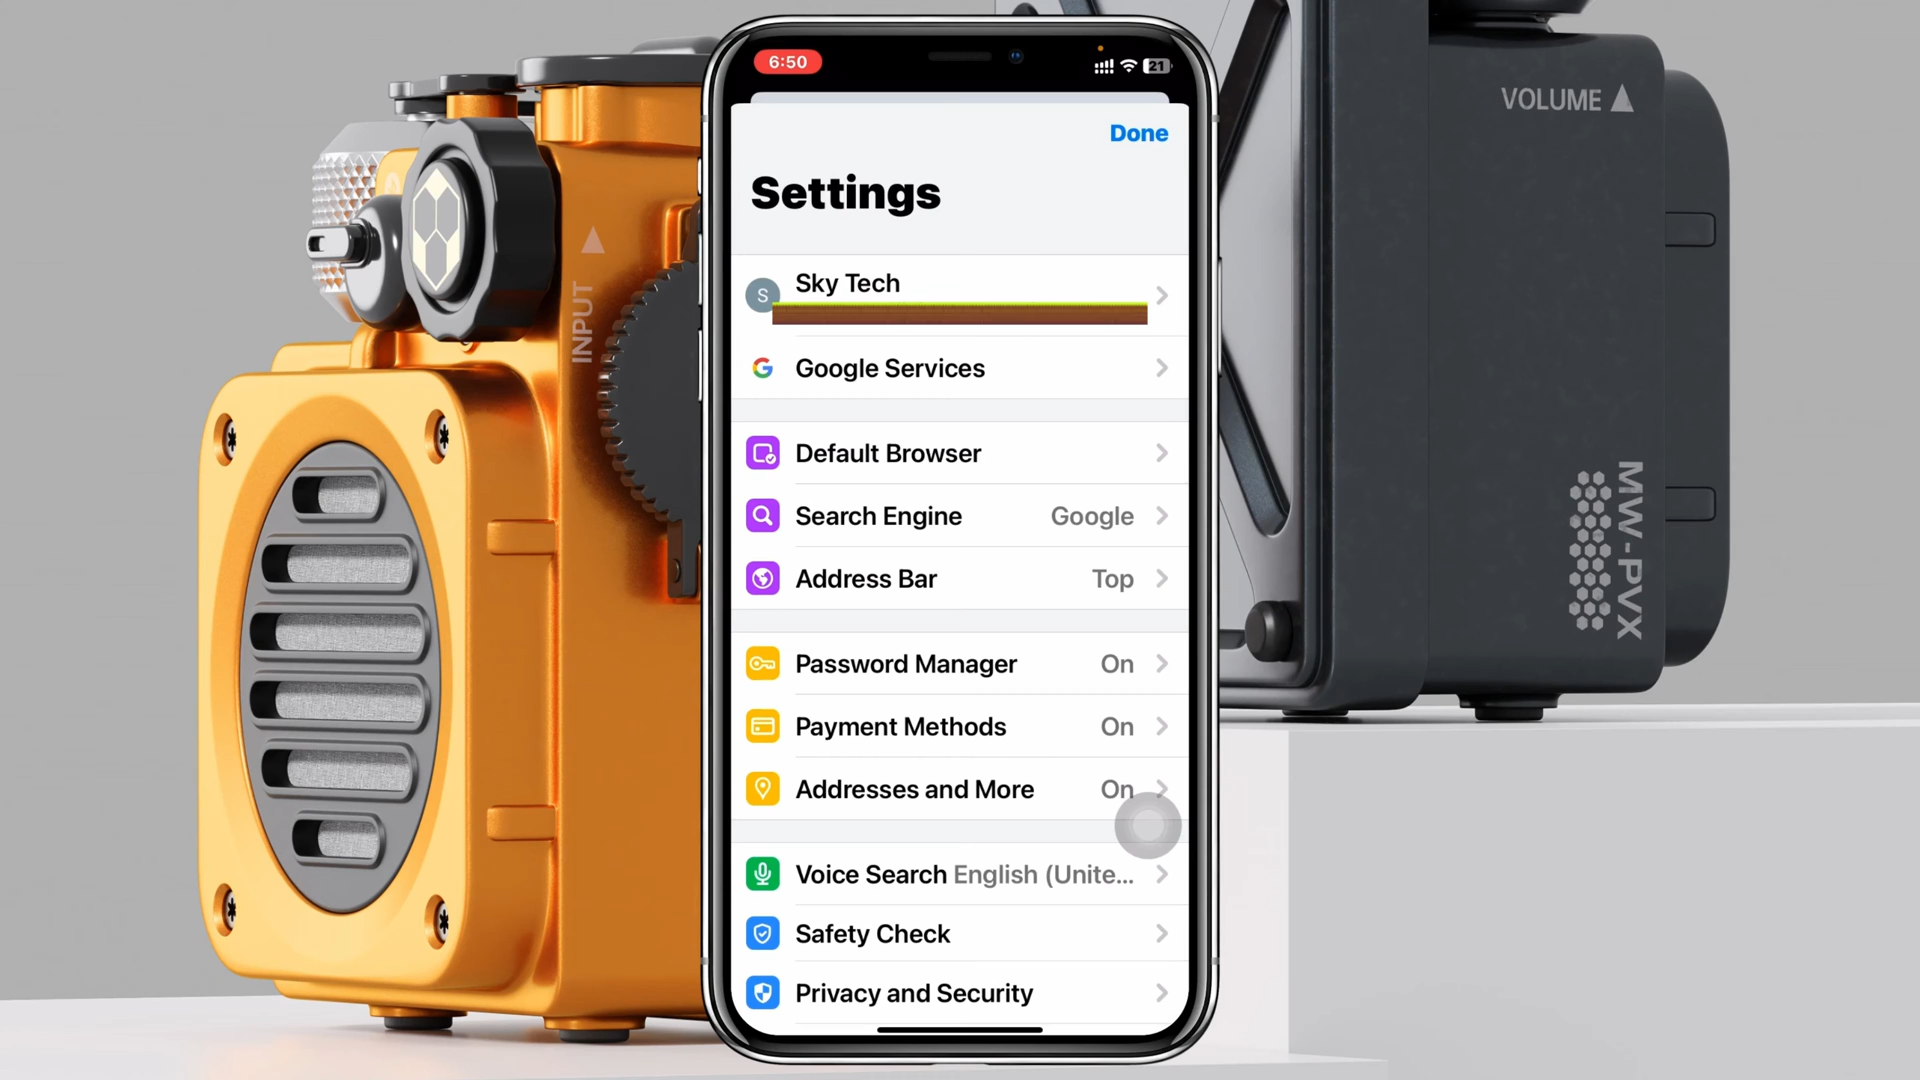 6:50
21
Done
Settings
S
Sky Tech
Google Services
Default Browser
Search Engine Google
Address Bar Top
Password Manager On
Payment Methods On
Addresses and More On
Voice Search English (Unite...
Safety Check
Privacy and Security
INPUT
VOLUME
MW-PVX